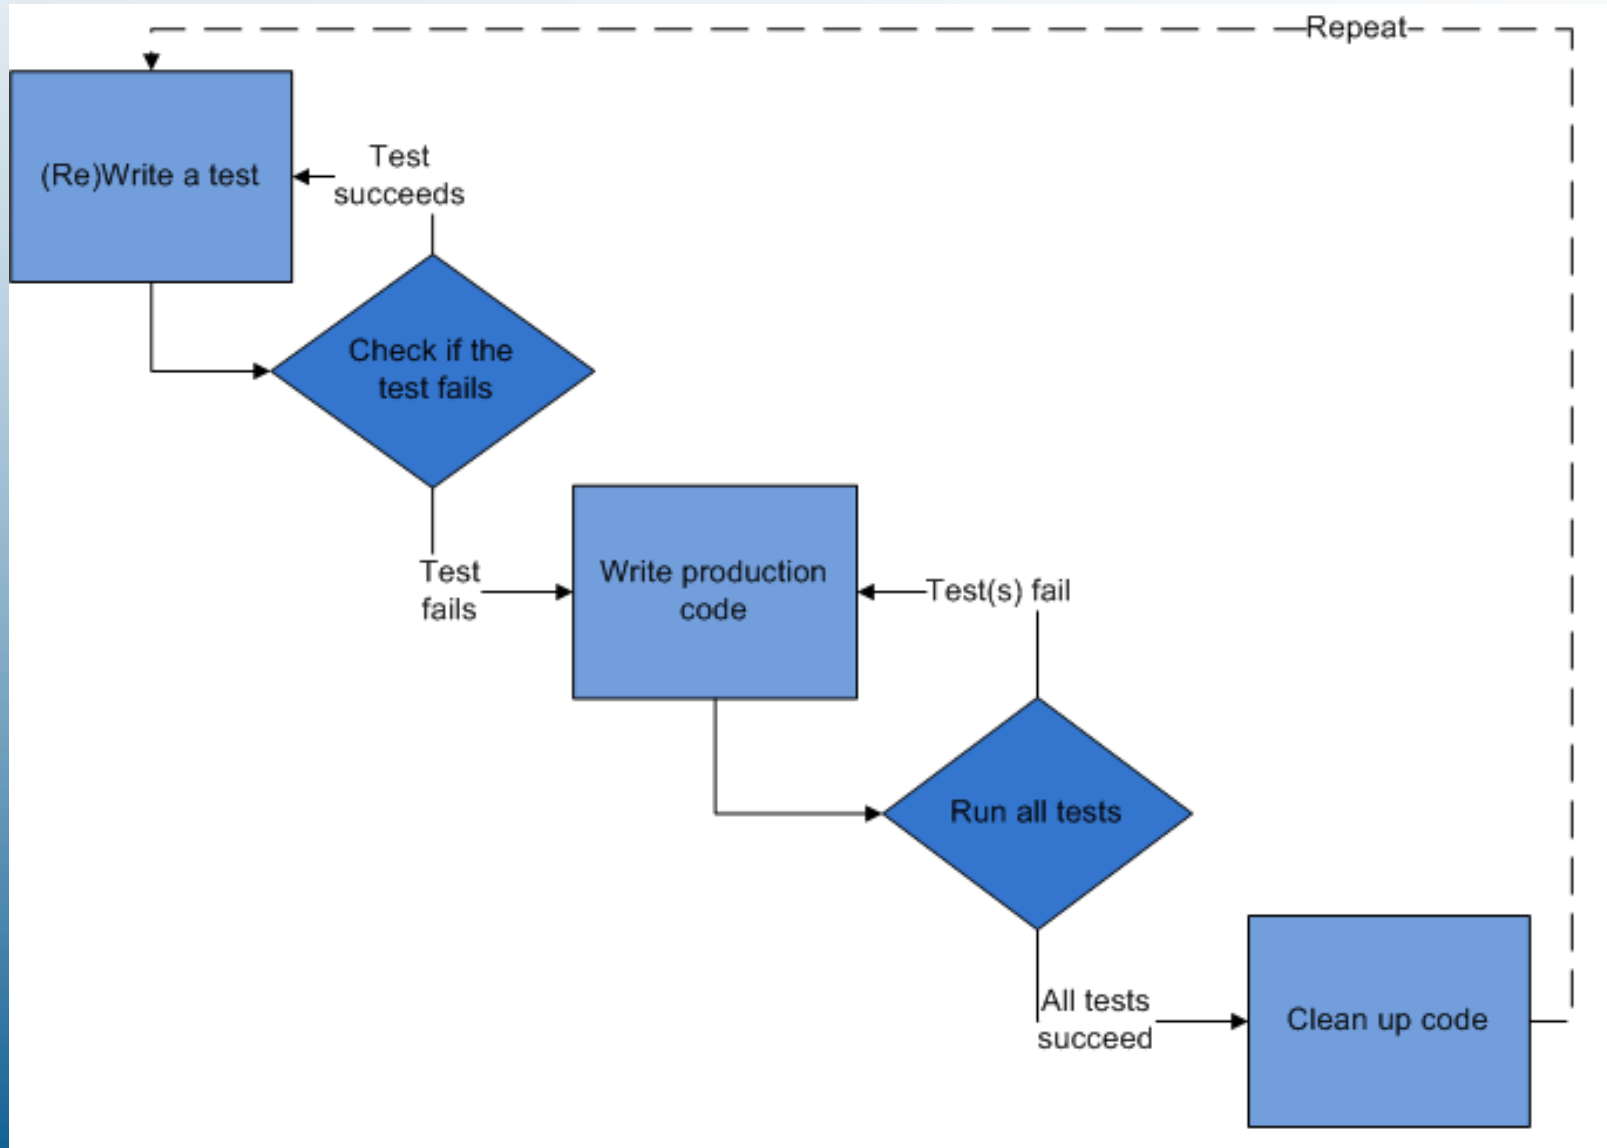 Repeat
(Re)Write a test
Test
succeeds
Check if the
test fails
Test
fails
Write production
code
Test(s) fail
Run all tests
All tests
succeed
Clean up code